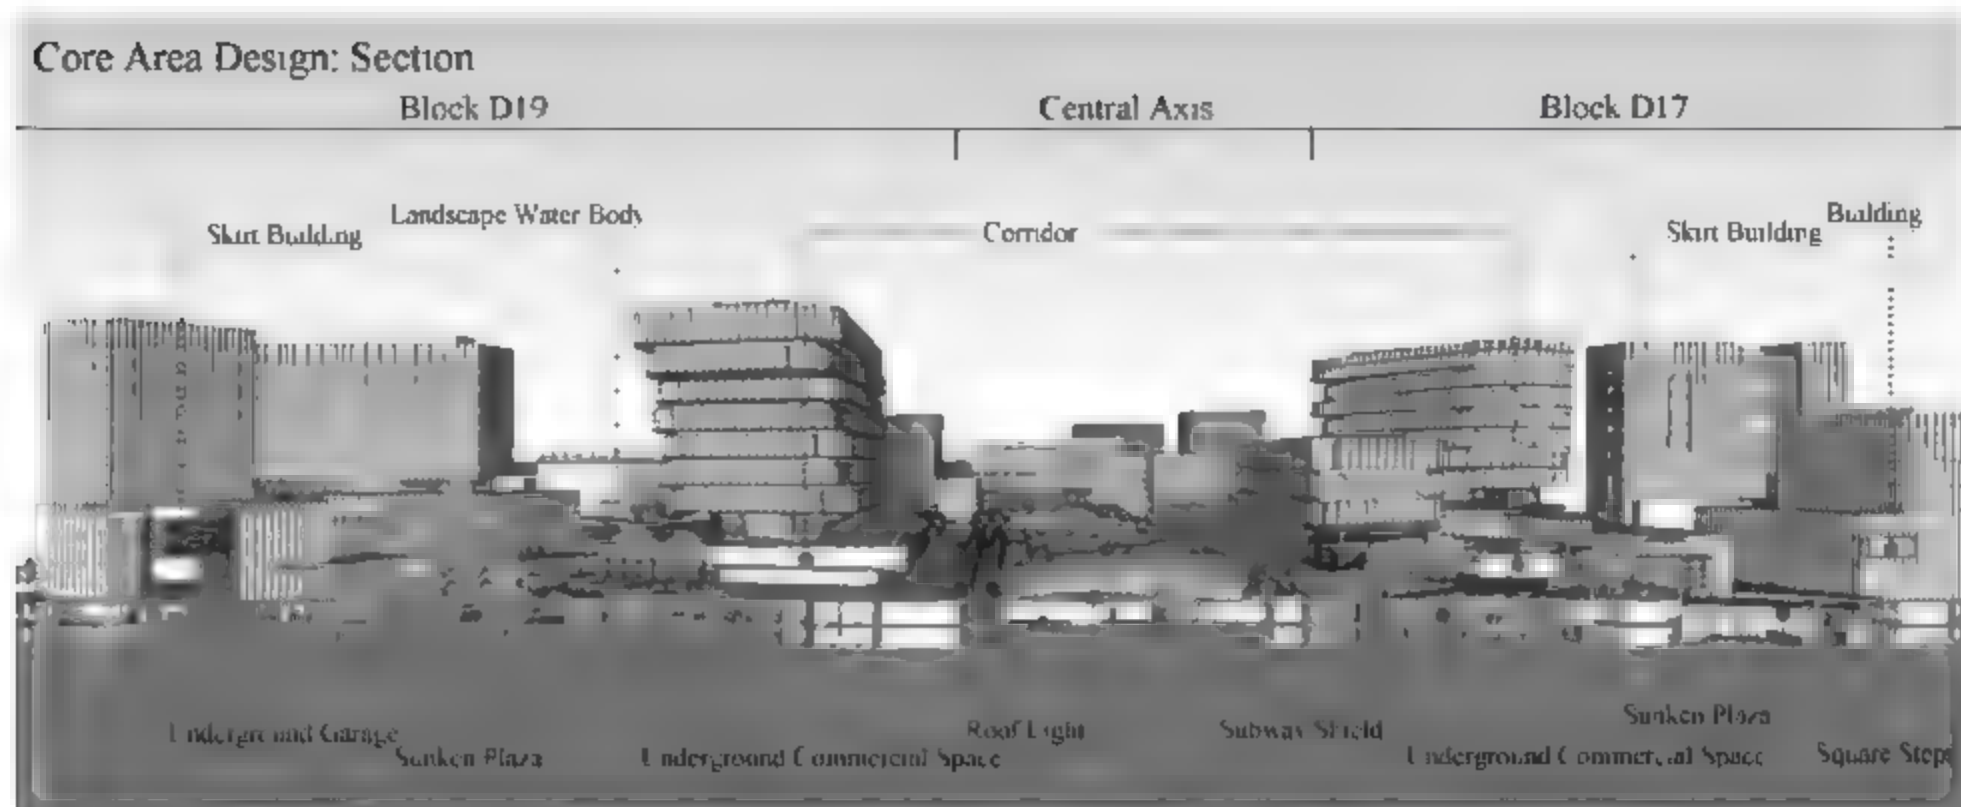 Core Area Design: Section
Block D19 Central Axis Block D17
Landscape Water Body Building
Skirt Building Corridor Skirt Building
Sunken Plaza
Underground Garage Roof Light Subway Shield
Sunken Plaza Underground Commercial Space Underground Commercial Space Square Steps